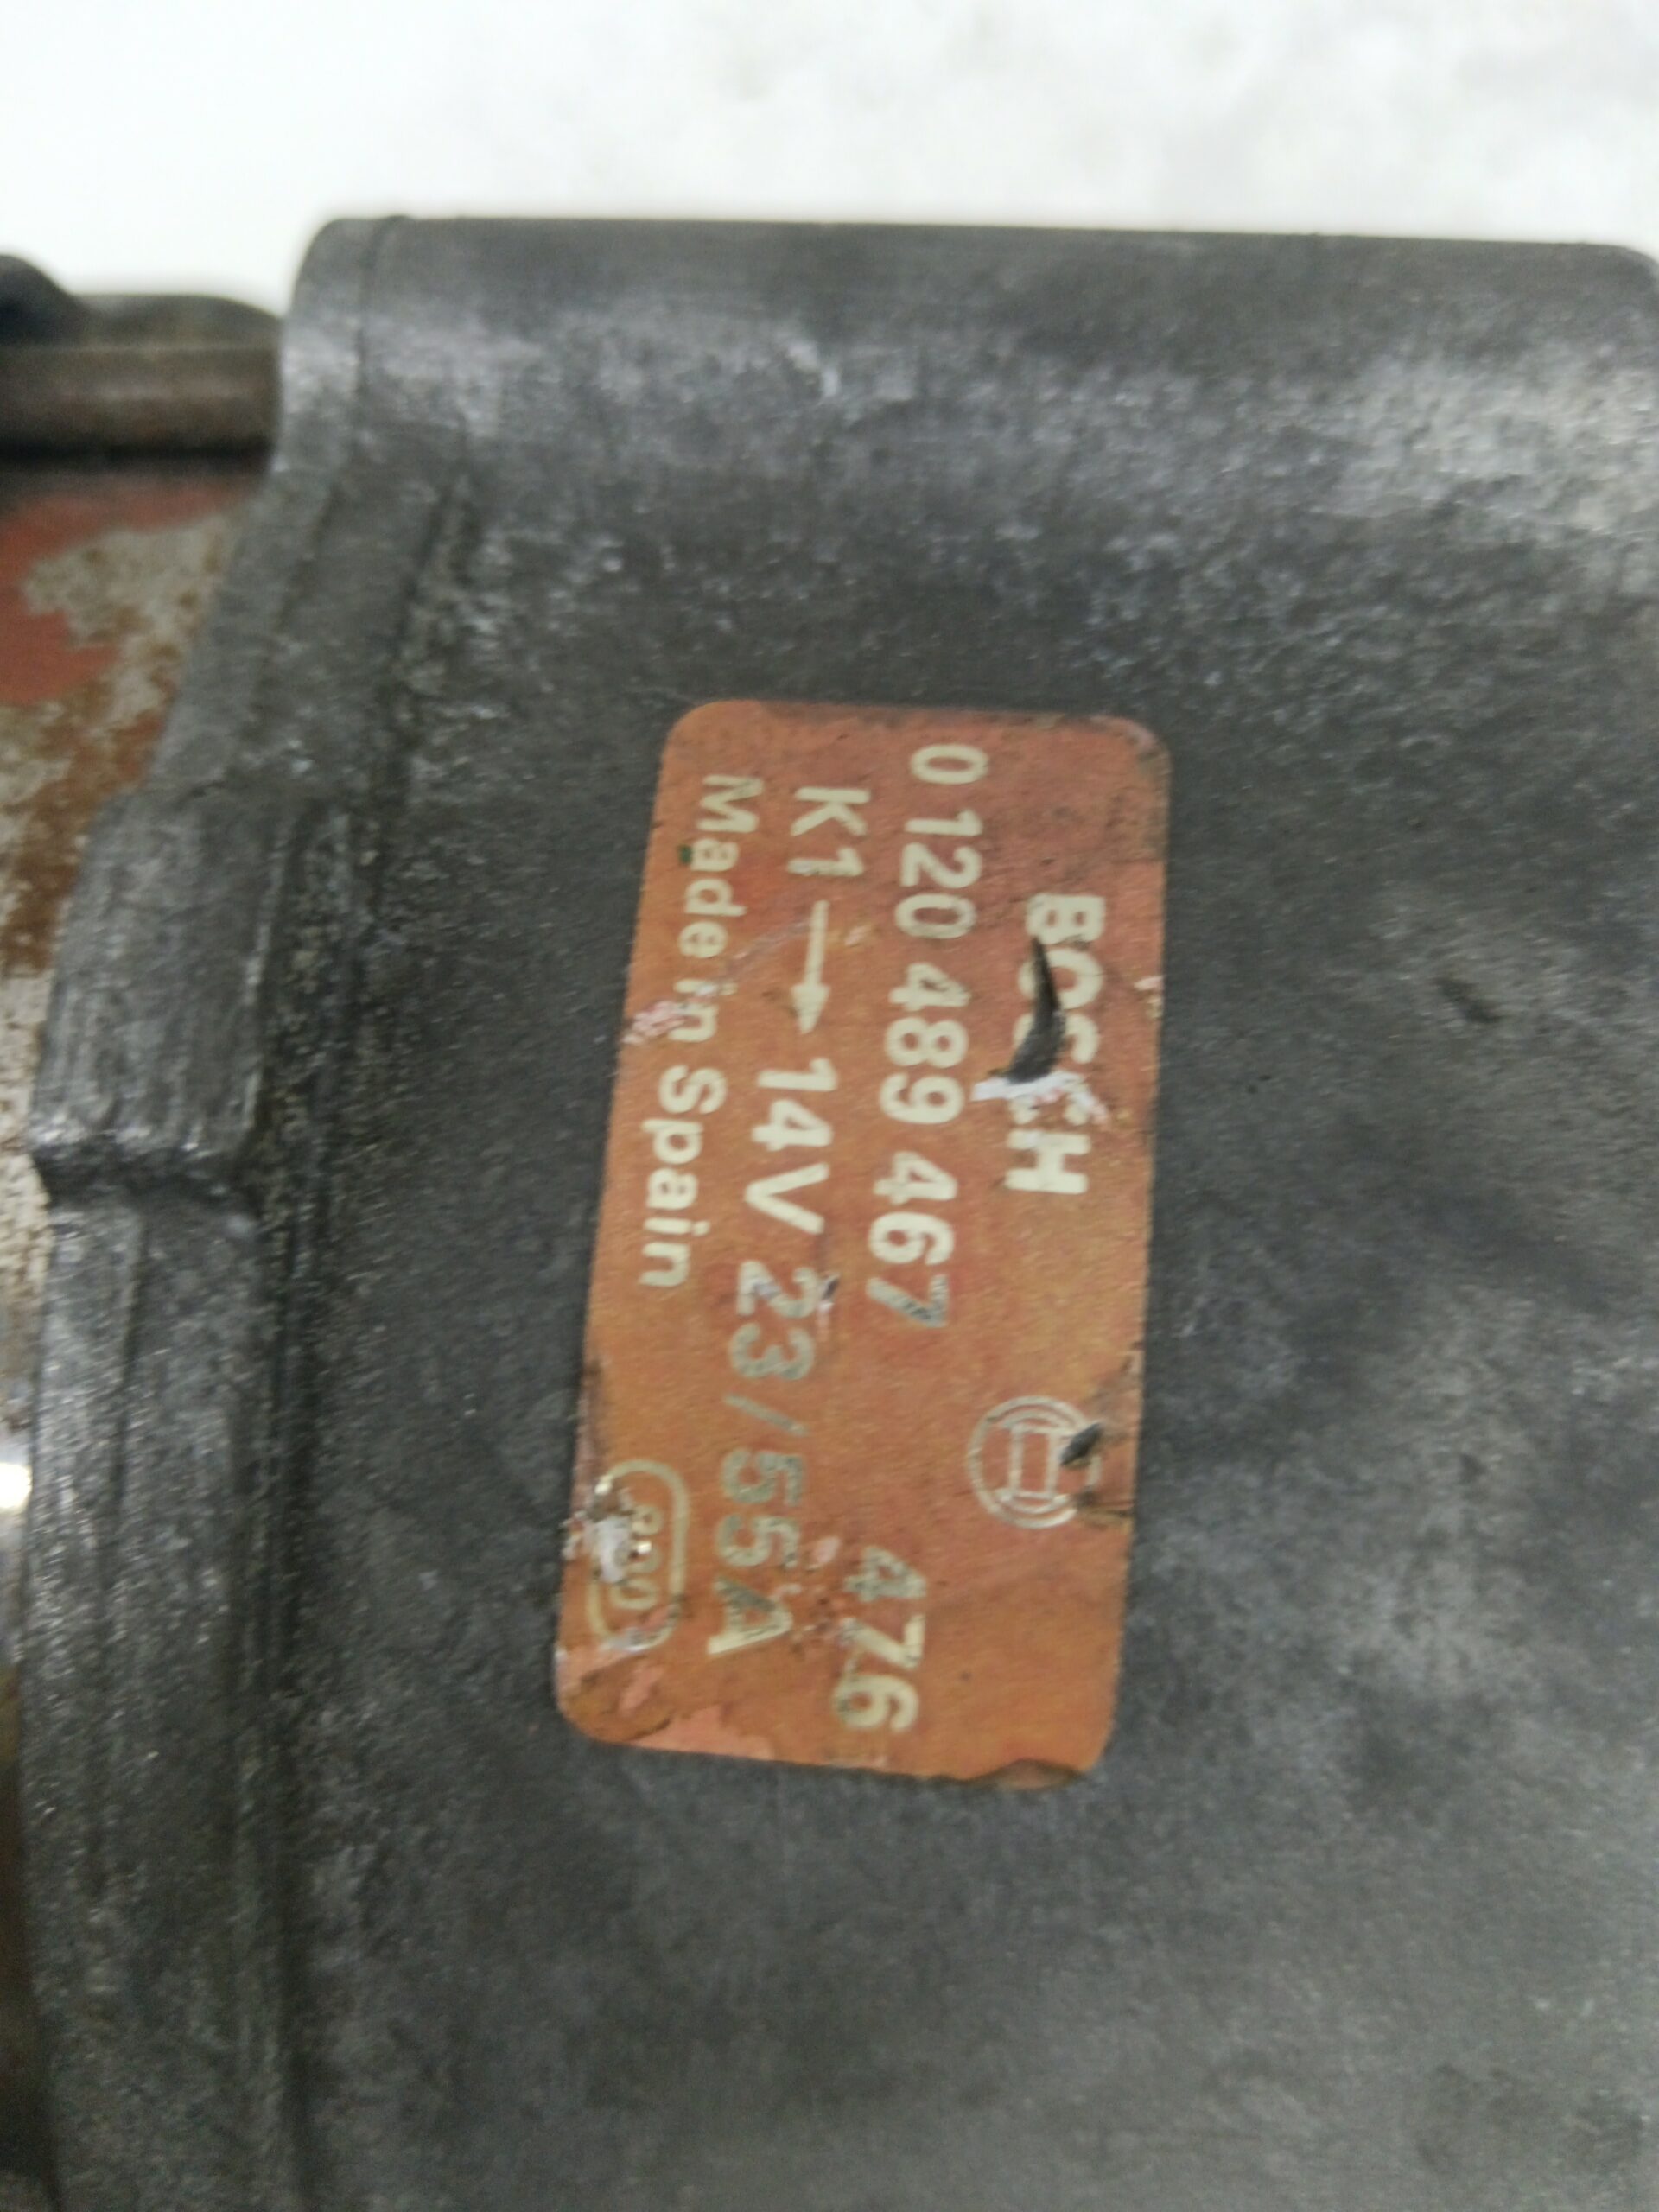 BOSCH
0 120 489 467 476
K1 → 14V 23/55A
Made in Spain